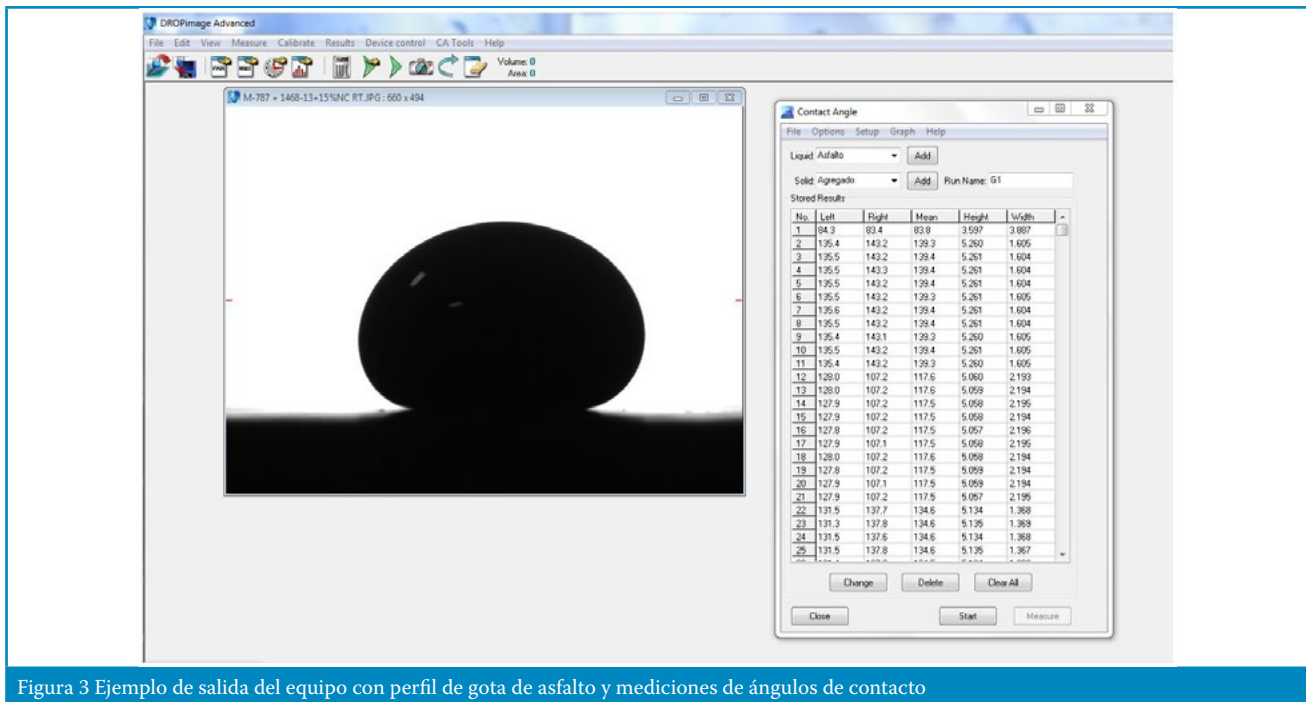 DROPimage Advanced
File Edit View Measure Calibrate Results Device control CA Tools Help
Volume: 0
Area: 0
M-787 + 1468-13+15%NC RT.JPG : 660 x 494
Contact Angle
File Options Setup Graph Help
Liquid: Asfalto Add
Solid: Agregado Add Run Name: G1
Stored Results
No. Left Right Mean Height Width
1 84.3 83.4 83.8 3.597 3.887
2 135.4 143.2 139.3 5.260 1.605
3 135.5 143.2 139.4 5.261 1.604
4 135.5 143.3 139.4 5.261 1.604
5 135.5 143.2 139.4 5.261 1.604
6 135.5 143.2 139.3 5.261 1.605
7 135.6 143.2 139.4 5.261 1.604
8 135.5 143.2 139.4 5.261 1.604
9 135.4 143.1 139.3 5.260 1.605
10 135.5 143.2 139.4 5.261 1.605
11 135.4 143.2 139.3 5.260 1.605
12 128.0 107.2 117.6 5.060 2.193
13 128.0 107.2 117.6 5.059 2.194
14 127.9 107.2 117.5 5.058 2.195
15 127.9 107.2 117.5 5.058 2.194
16 127.8 107.2 117.5 5.057 2.196
17 127.9 107.1 117.5 5.058 2.195
18 128.0 107.2 117.6 5.058 2.194
19 127.8 107.2 117.5 5.059 2.194
20 127.9 107.1 117.5 5.059 2.194
21 127.9 107.2 117.5 5.057 2.195
22 131.5 137.7 134.6 5.134 1.368
23 131.3 137.8 134.6 5.135 1.369
24 131.5 137.6 134.6 5.134 1.368
25 131.5 137.8 134.6 5.135 1.367
Change Delete Clear All
Close Start Measure
Figura 3 Ejemplo de salida del equipo con perfil de gota de asfalto y mediciones de ángulos de contacto